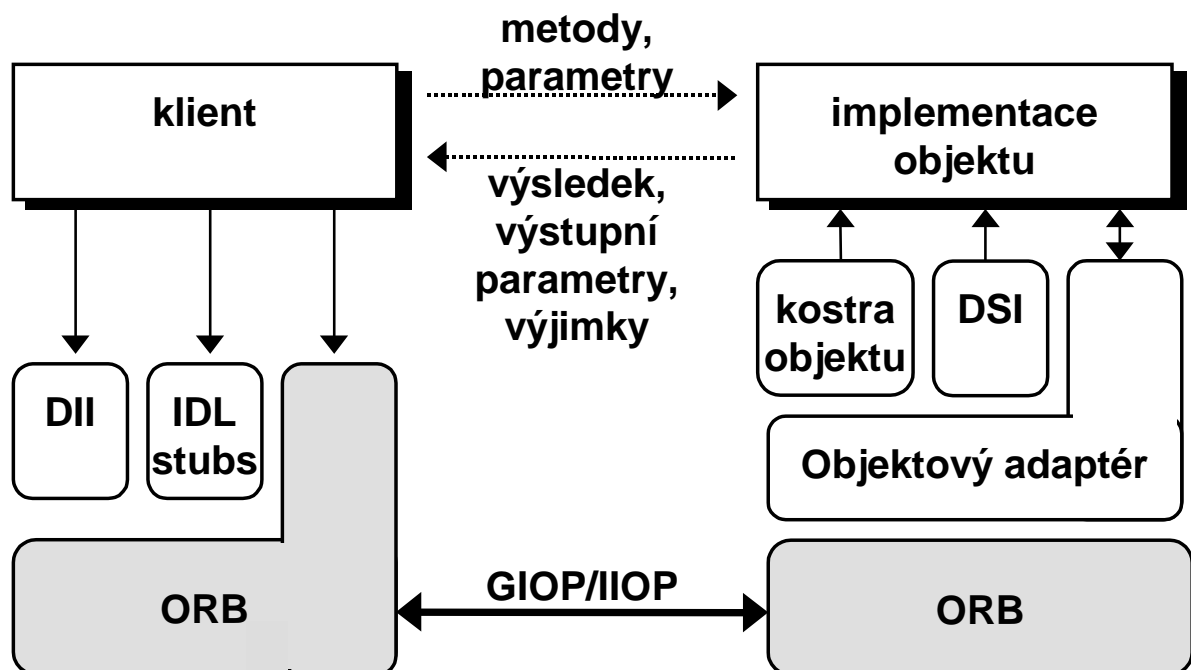 metody,
parametry
klient
implementace
objektu
výsledek,
výstupní
parametry,
výjimky
kostra
objektu
DSI
DII
IDL
stubs
Objektový adaptér
GIOP/IIOP
ORB
ORB